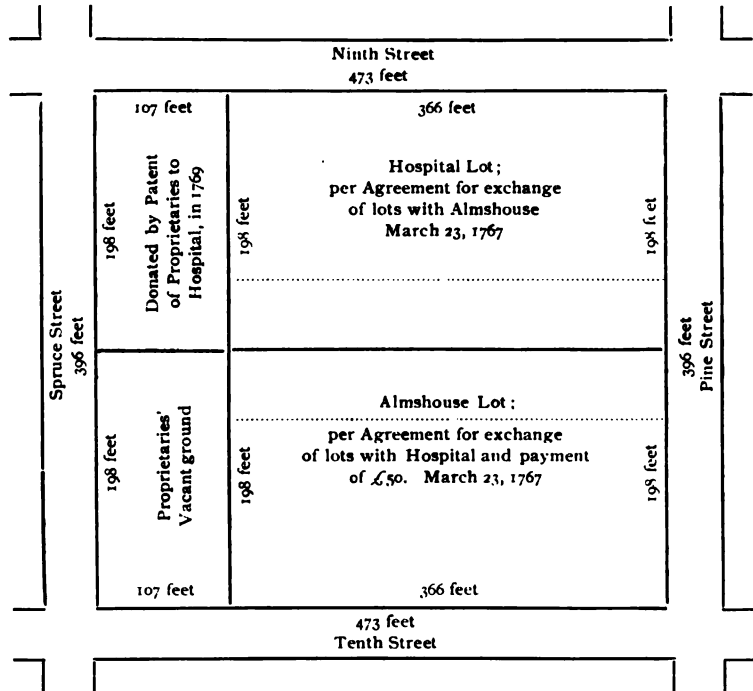 Ninth Street
473 feet
107 feet
366 feet
198 feet
Donated by Patent
of Proprietaries to
Hospital, in 1769
198 feet
Hospital Lot;
per Agreement for exchange
of lots with Almshouse
March 23, 1767
198 feet
Spruce Street
396 feet
396 feet
Pine Street
198 feet
Proprietaries'
Vacant ground
198 feet
Almshouse Lot;
per Agreement for exchange
of lots with Hospital and payment
of £50. March 23, 1767
198 feet
107 feet
366 feet
473 feet
Tenth Street